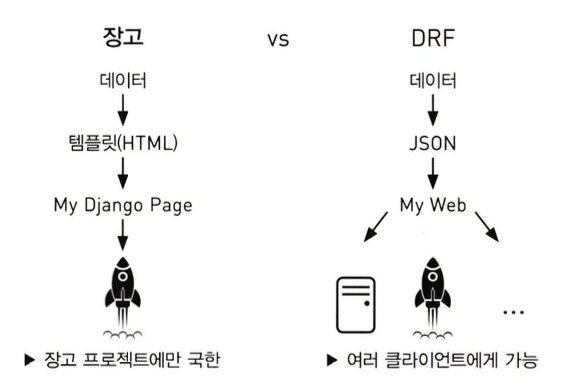 장고 vs DRF
데이터 데이터
템플릿(HTML) JSON
My Django Page My Web
...
▶ 장고 프로젝트에만 국한 ▶ 여러 클라이언트에게 가능